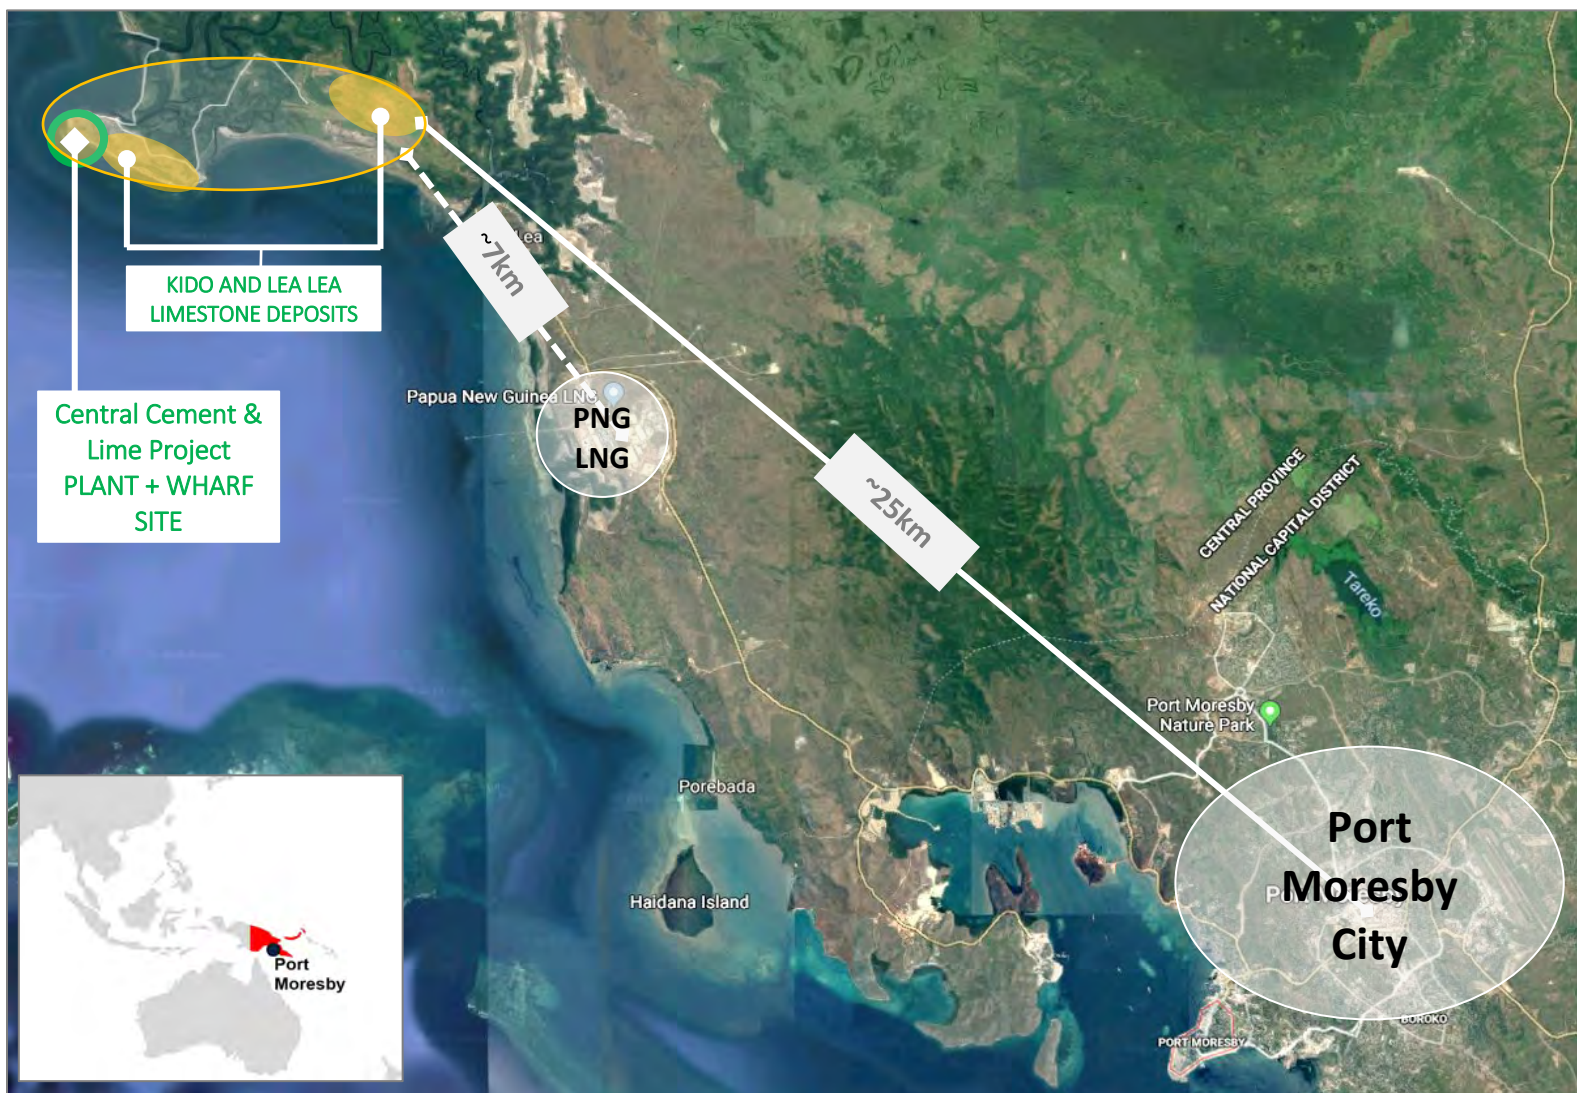 ~7km
Lea
KIDO AND LEA LEA
LIMESTONE DEPOSITS
Papua New Guinea LNG
PNG
LNG
Central Cement &
Lime Project
PLANT + WHARF
SITE
~25km
CENTRAL PROVINCE
NATIONAL CAPITAL DISTRICT
Tareko
Port Moresby
Nature Park
Porebada
Haidana Island
Port
Moresby
City
BOROKO
PORT MORESBY
Port
Moresby